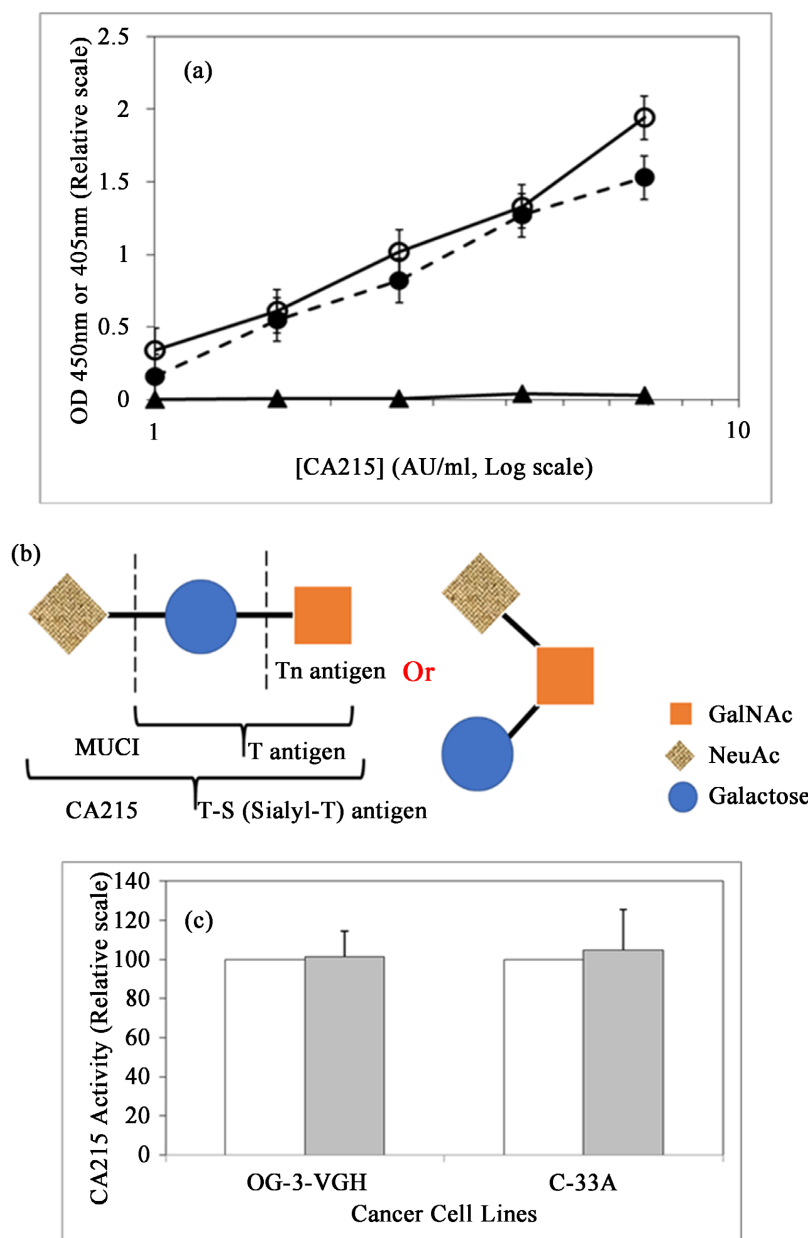 (a)
OD 450nm or 405nm (Relative scale)
2.5
2
1.5
1
0.5
0
1
10
[CA215] (AU/ml, Log scale)
(b)
Tn antigen
Or
MUCI
T antigen
CA215
T-S (Sialyl-T) antigen
GalNAc
NeuAc
Galactose
(c)
CA215 Activity (Relative scale)
140
120
100
80
60
40
20
0
OG-3-VGH
C-33A
Cancer Cell Lines